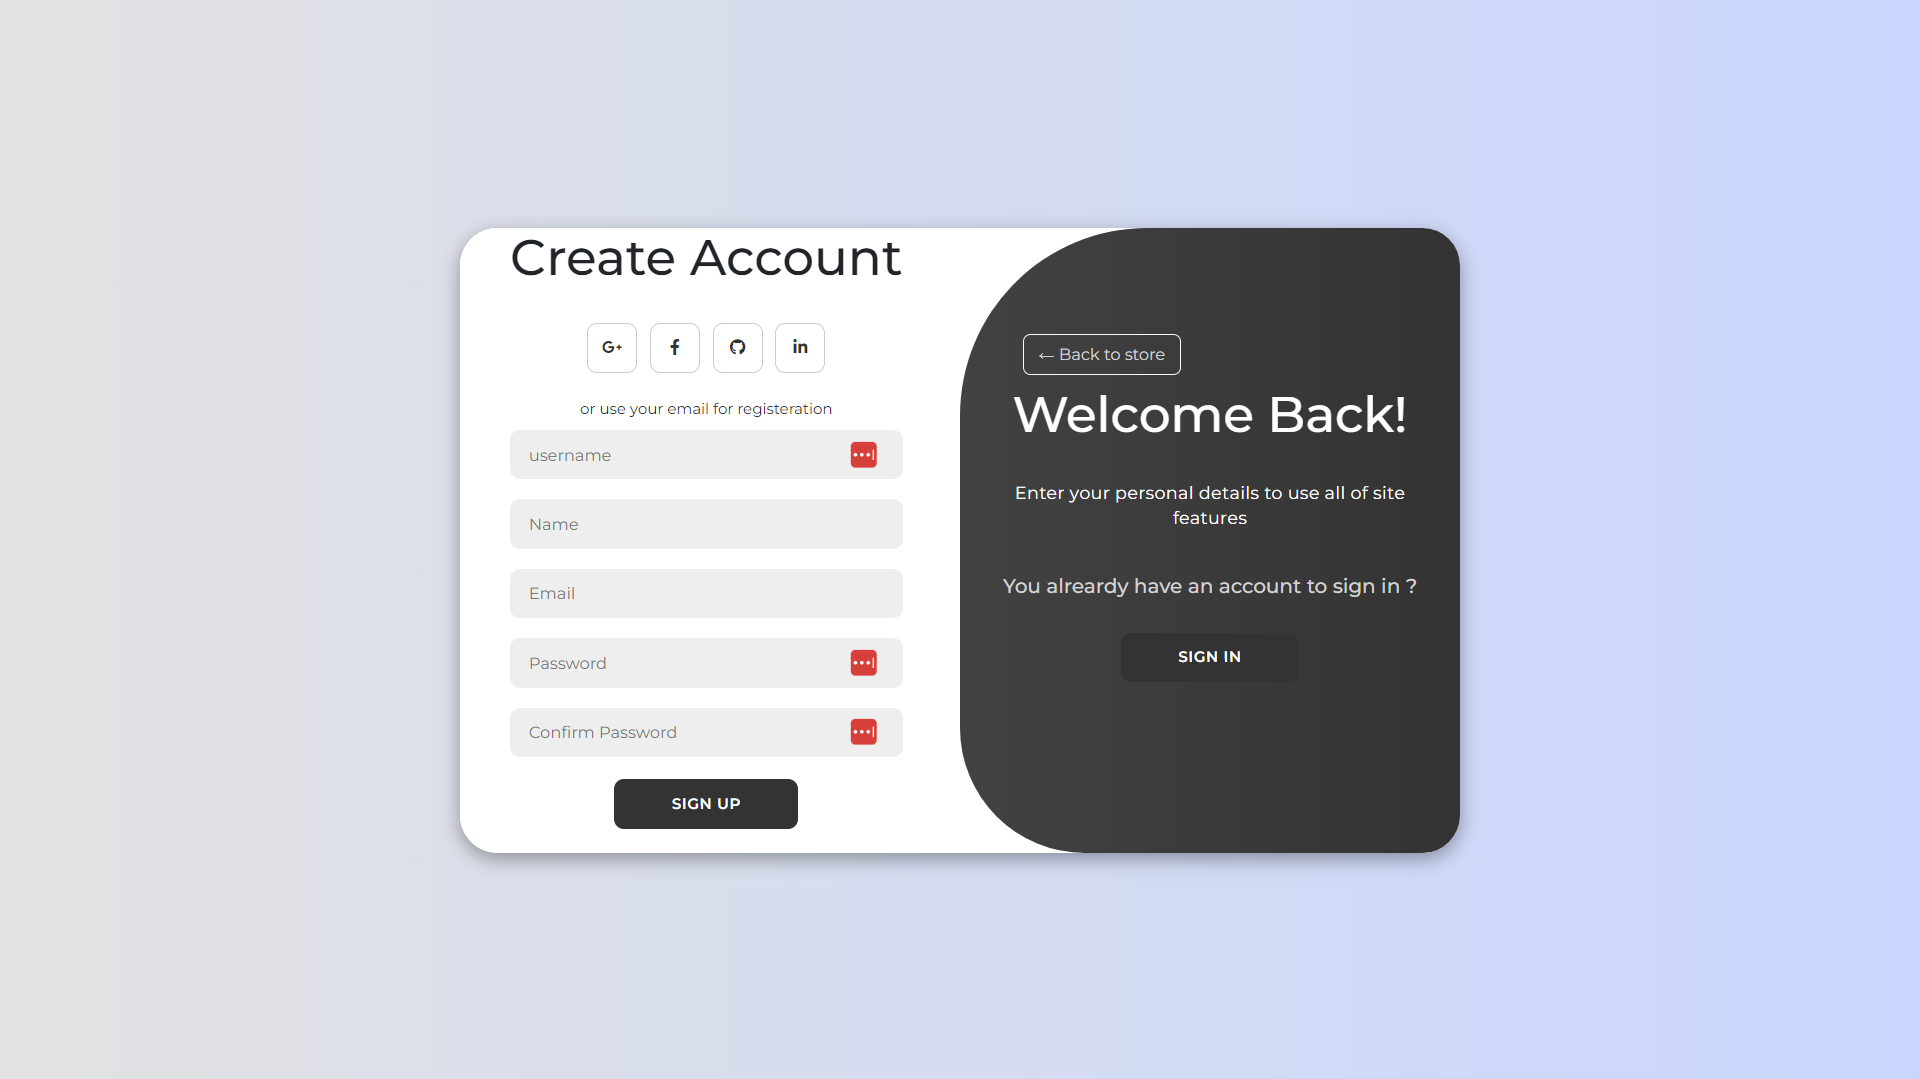 Create Account
G+
f
in
or use your email for registeration
username
Name
Email
Password
Confirm Password
SIGN UP
← Back to store
Welcome Back!
Enter your personal details to use all of site
features
You alreardy have an account to sign in ?
SIGN IN